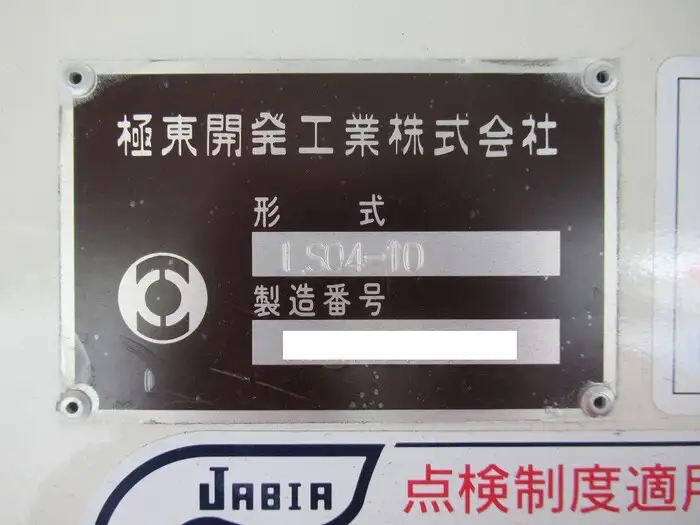 極東開発工業株式会社
形 式
LS04-10
製造番号
JABIA
点検制度適用